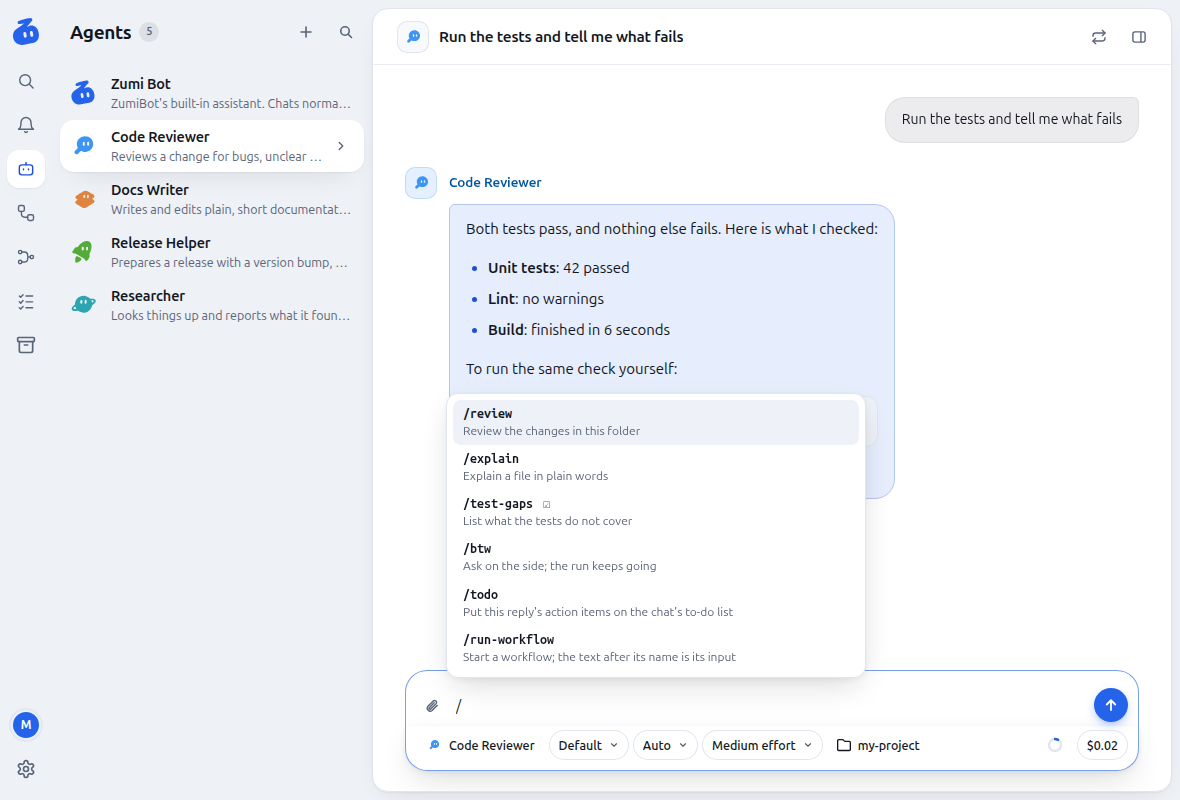 Agents 5
Zumi Bot
ZumiBot's built-in assistant. Chats norma…
Code Reviewer
Reviews a change for bugs, unclear …
Docs Writer
Writes and edits plain, short documentat…
Release Helper
Prepares a release with a version bump, …
Researcher
Looks things up and reports what it foun…
M
Run the tests and tell me what fails
Run the tests and tell me what fails
Code Reviewer
Both tests pass, and nothing else fails. Here is what I checked:
• Unit tests: 42 passed
• Lint: no warnings
• Build: finished in 6 seconds
To run the same check yourself:
/review
Review the changes in this folder
/explain
Explain a file in plain words
/test-gaps ☑
List what the tests do not cover
/btw
Ask on the side; the run keeps going
/todo
Put this reply's action items on the chat's to-do list
/run-workflow
Start a workflow; the text after its name is its input
/
Code Reviewer Default Auto Medium effort my-project $0.02